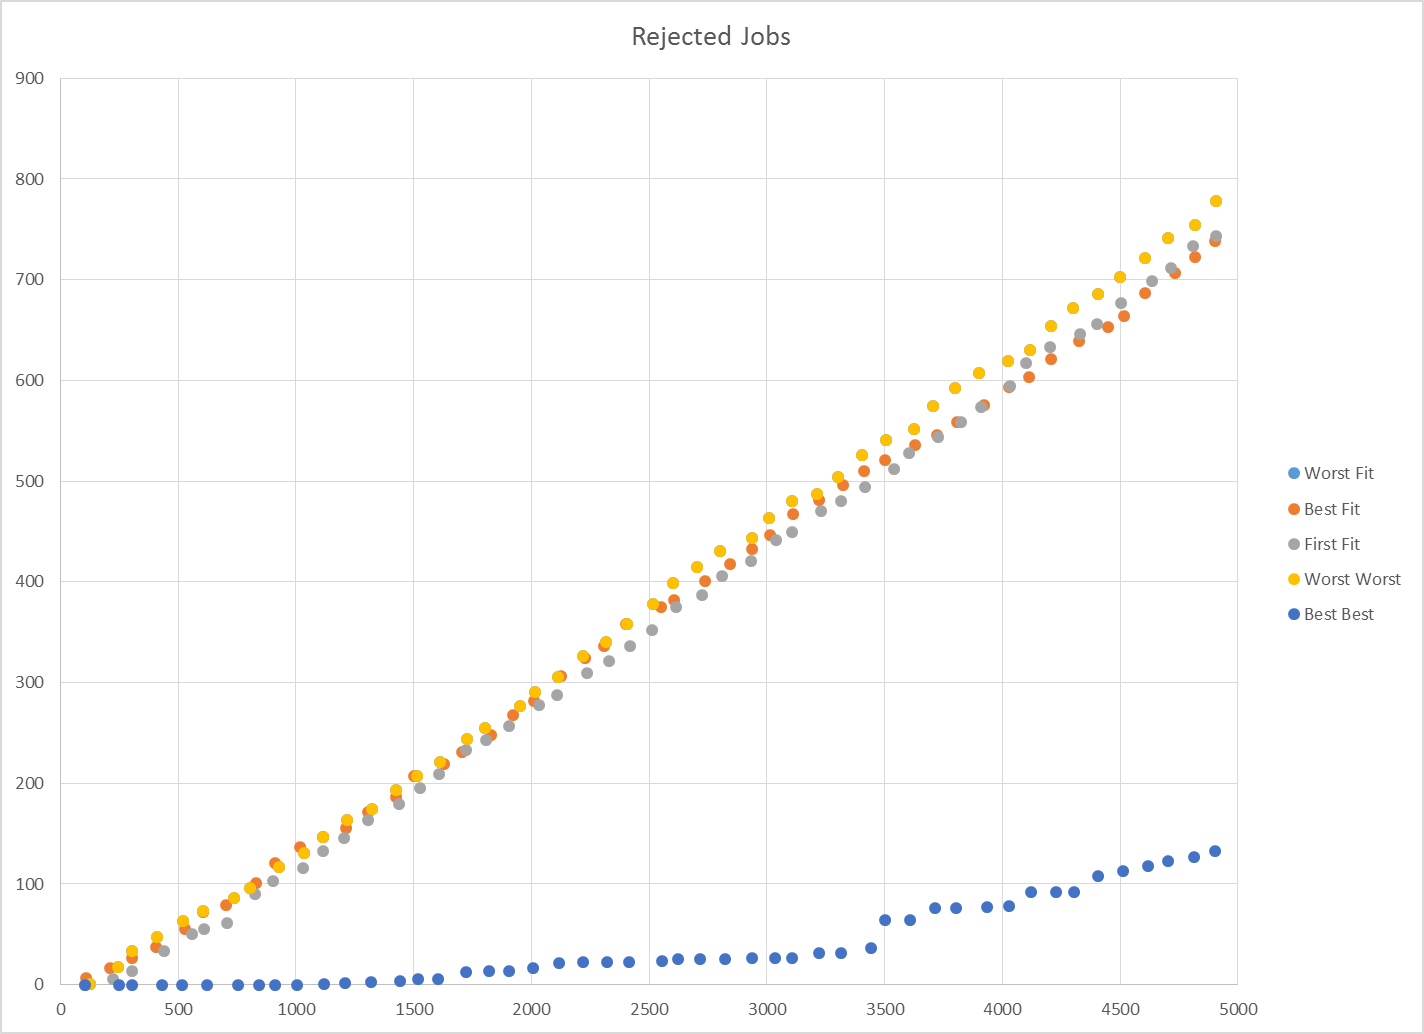 Rejected Jobs
900
800
700
600
500
400
300
200
100
0
0 500 1000 1500 2000 2500 3000 3500 4000 4500 5000
Worst Fit
Best Fit
First Fit
Worst Worst
Best Best